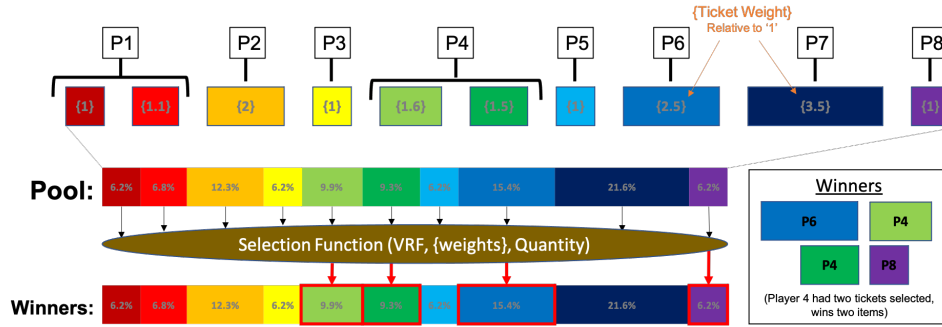 {Ticket Weight}
Relative to '1'
P1 P2 P3 P4 P5 P6 P7 P8
{1} {1.1} {2} {1} {1.6} {1.5} {1} {2.5} {3.5} {1}
Pool: 6.2% 6.8% 12.3% 6.2% 9.9% 9.3% 15.4% 21.6% 6.2%
Selection Function (VRF, {weights}, Quantity)
Winners: 6.2% 6.8% 12.3% 6.2% 9.9% 9.3% 15.4% 21.6% 6.2%
Winners
P6 P4
P4 P8
(Player 4 had two tickets selected,
wins two items)